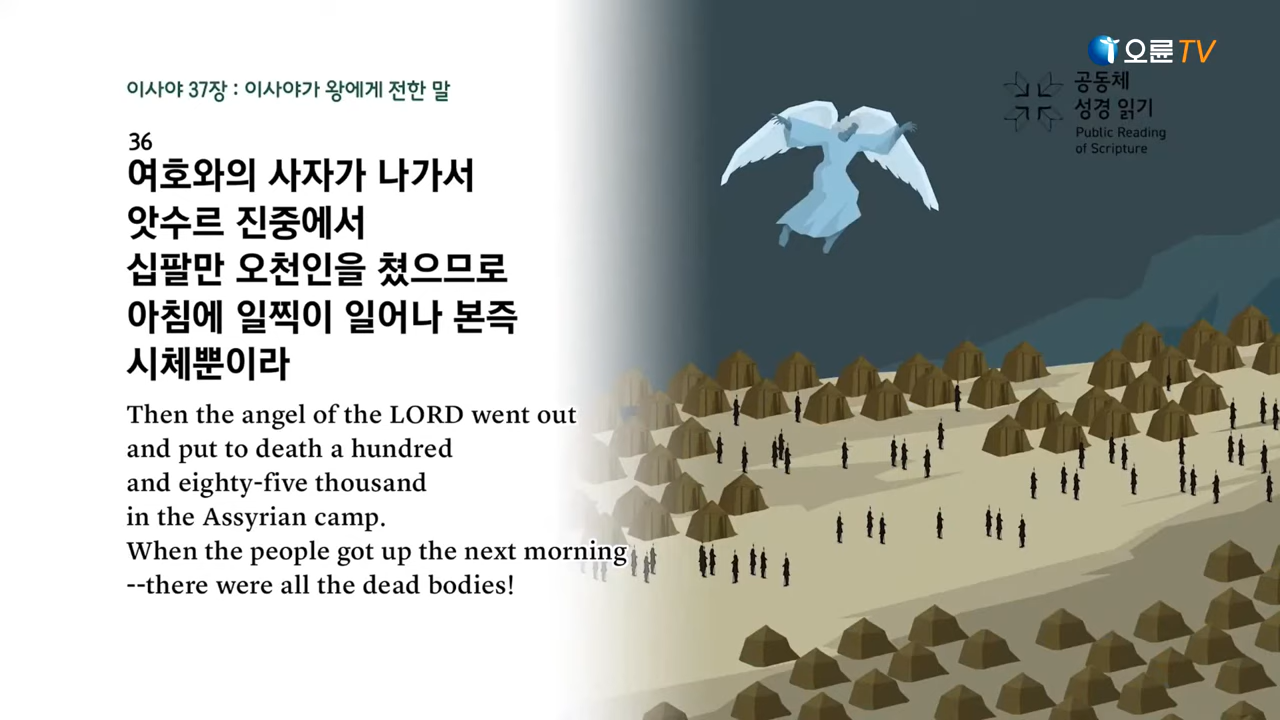 오륜TV
공동체
성경 읽기
Public Reading
of Scripture
이사야 37장 : 이사야가 왕에게 전한 말
36
여호와의 사자가 나가서
앗수르 진중에서
십팔만 오천인을 쳤으므로
아침에 일찍이 일어나 본즉
시체뿐이라
Then the angel of the LORD went out
and put to death a hundred
and eighty-five thousand
in the Assyrian camp.
When the people got up the next morning
--there were all the dead bodies!